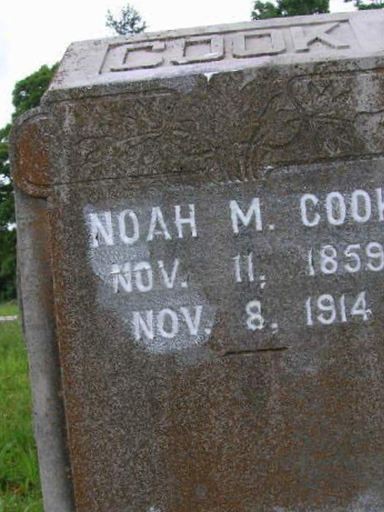 COOK
NOAH M. COOK
NOV. 11, 1859
NOV. 8, 1914